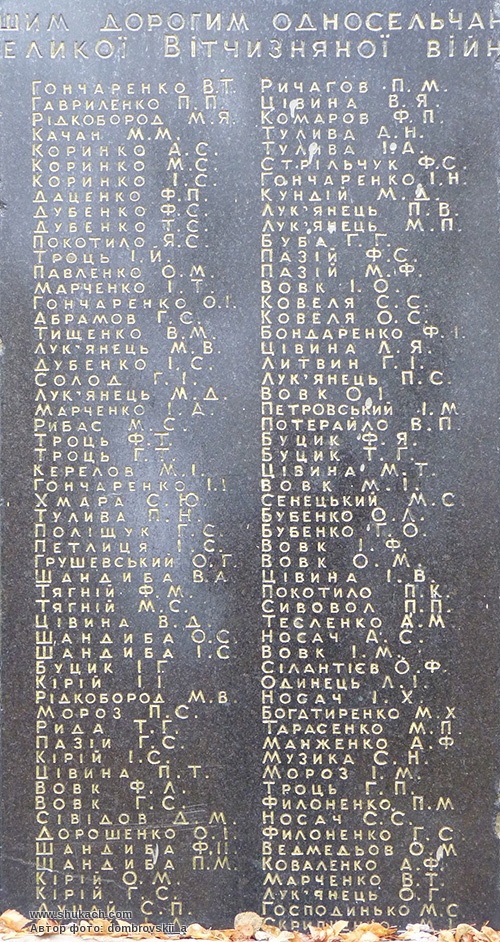 ШИМ ДОРОГИМ ОДНОСЕЛЬЧАН
ЕЛИКОЇ ВІТЧИЗНЯНОЇ ВІЙН
ГОНЧАРЕНКО В.Т.
ГАВРИЛЕНКО П.П.
РІДКОБОРОД М.Я.
КАЧАН М.М.
КОРИНКО А.С.
КОРИНКО М.С.
КОРИНКО І.С.
ДАЦЕНКО Ф.П.
ДУБЕНКО Ф.С.
ДУБЕНКО Т.С.
ПОКОТИЛО Я.С.
ТРОЦЬ І.И.
ПАВЛЕНКО О.М.
МАРЧЕНКО І.Т.
ГОНЧАРЕНКО О.І.
АБРАМОВ Г.С.
ТИЩЕНКО В.М.
ЛУК'ЯНЕЦЬ М.В.
ДУБЕНКО І.С.
СОЛОД Г.І.
ЛУК'ЯНЕЦЬ М.Д.
МАРЧЕНКО І.А.
РИБАС М.С.
ТРОЦЬ Ф.Т.
ТРОЦЬ Г.Т.
КЕРЕЛОВ М.І.
ГОНЧАРЕНКО І.І.
ХМАРА С.Ю.
ТУЛИВА П.Н.
ПОЛІЩУК Г.С.
ПЕТЛИЦЯ І.С.
ГРУШЕВСЬКИЙ О.Г.
ШАНДИБА В.А.
ТЯГНІЙ Ф.М.
ТЯГНІЙ М.С.
ЦІВИНА В.Д.
ШАНДИБА О.С.
ШАНДИБА І.С.
БУЦИК І.Г.
КІРІЙ І.І.
РІДКОБОРОД М.В.
МОРОЗ П.С.
РИДА Т.Г.
ПАЗІЙ Г.С.
КІРІЙ І.С.
ЦІВИНА П.Т.
ВОВК Ф.Л.
ВОВК Г.С.
СІВІДОВ Д.М.
ДОРОШЕНКО О.І.
ШАНДИБА Ф.П.
ШАНДИБА П.М.
КІРІЙ О.М.
КІРІЙ Г.С.
С.П.
РИЧАГОВ П.М.
ЦІВИНА В.Я.
КОМАРОВ Ф.П.
ТУЛИВА А.Н.
ТУЛИВА І.А.
СТРІЛЬЧУК Ф.С.
ГОНЧАРЕНКО І.Н.
КУНДІЙ М.Д.
ЛУК'ЯНЕЦЬ П.В.
ЛУК'ЯНЕЦЬ М.П.
БУБА Г.Г.
ПАЗІЙ Ф.С.
ПАЗІЙ М.Ф.
ВОВК І.О.
КОВЕЛЯ С.С.
КОВЕЛЯ О.С.
БОНДАРЕНКО Ф.І.
ЦІВИНА Л.Я.
ЛИТВИН Г.І.
ЛУК'ЯНЕЦЬ П.С.
ВОВК О.І.
ПЕТРОВСЬКИЙ І.М.
ПОТЕРАЙЛО В.П.
БУЦИК Ф.Я.
БУЦИК Т.Г.
ЦІВИНА М.Т.
ВОВК М.І.
СЕНЕЦЬКИЙ М.С.
БУБЕНКО О.Л.
БУБЕНКО Г.О.
ВОВК І.Ф.
ВОВК О.М.
ЦІВИНА І.В.
ПОКОТИЛО П.К.
СИВОВОЛ П.П.
ТЕСЛЕНКО А.М.
НОСАЧ А.С.
ВОВК І.М.
СІЛАНТІЄВ О.Ф.
ОДИНЕЦЬ Л.І.
НОСАЧ І.Х.
БОГАТИРЕНКО М.Х.
ТАРАСЕНКО М.П.
МАНЖЕНКО А.Ф.
МУЗИКА С.Н.
МОРОЗ І.М.
ТРОЦЬ Г.П.
ФИЛОНЕНКО П.М.
НОСАЧ С.С.
ФИЛОНЕНКО Г.С.
ВЕДМЕДЬОВ О.М.
КОВАЛЕНКО А.Ф.
МАРЧЕНКО В.Т.
ЛУК'ЯНЕЦЬ О.Г.
ГОСПОДИНЬКО М.С.
www.shukach.com
Автор фото: dombrovskiia